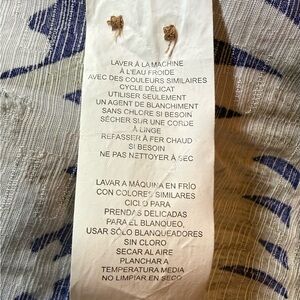 LAVER À LA MACHINE
À L'EAU FROIDE
AVEC DES COULEURS SIMILAIRES
CYCLE DÉLICAT
UTILISER SEULEMENT
UN AGENT DE BLANCHIMENT
SANS CHLORE SI BESOIN
SÉCHER SUR UNE CORDE
À LINGE
REPASSER À FER CHAUD
SI BESOIN
NE PAS NETTOYER À SEC
LAVAR A MÁQUINA EN FRÍO
CON COLORES SIMILARES
CICLO PARA
PRENDAS DELICADAS
PARA EL BLANQUEO,
USAR SÓLO BLANQUEADORES
SIN CLORO
SECAR AL AIRE
PLANCHAR A
TEMPERATURA MEDIA
NO LIMPIAR EN SECO